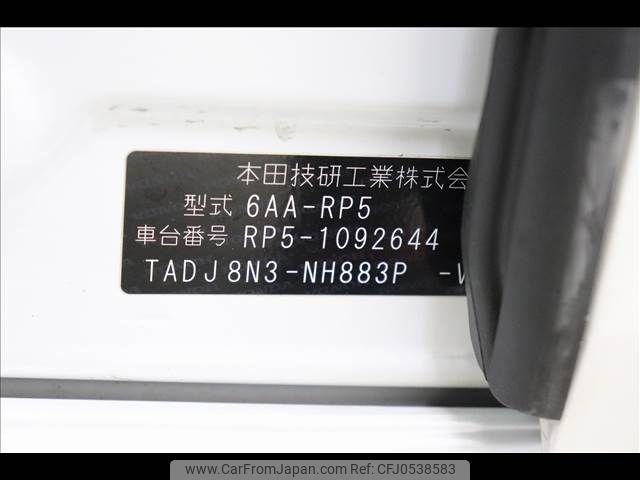 本田技研工業株式会
型式 6AA-RP5
車台番号 RP5-1092644
TADJ8N3-NH883P -
www.CarFromJapan.com @CFJ0538583